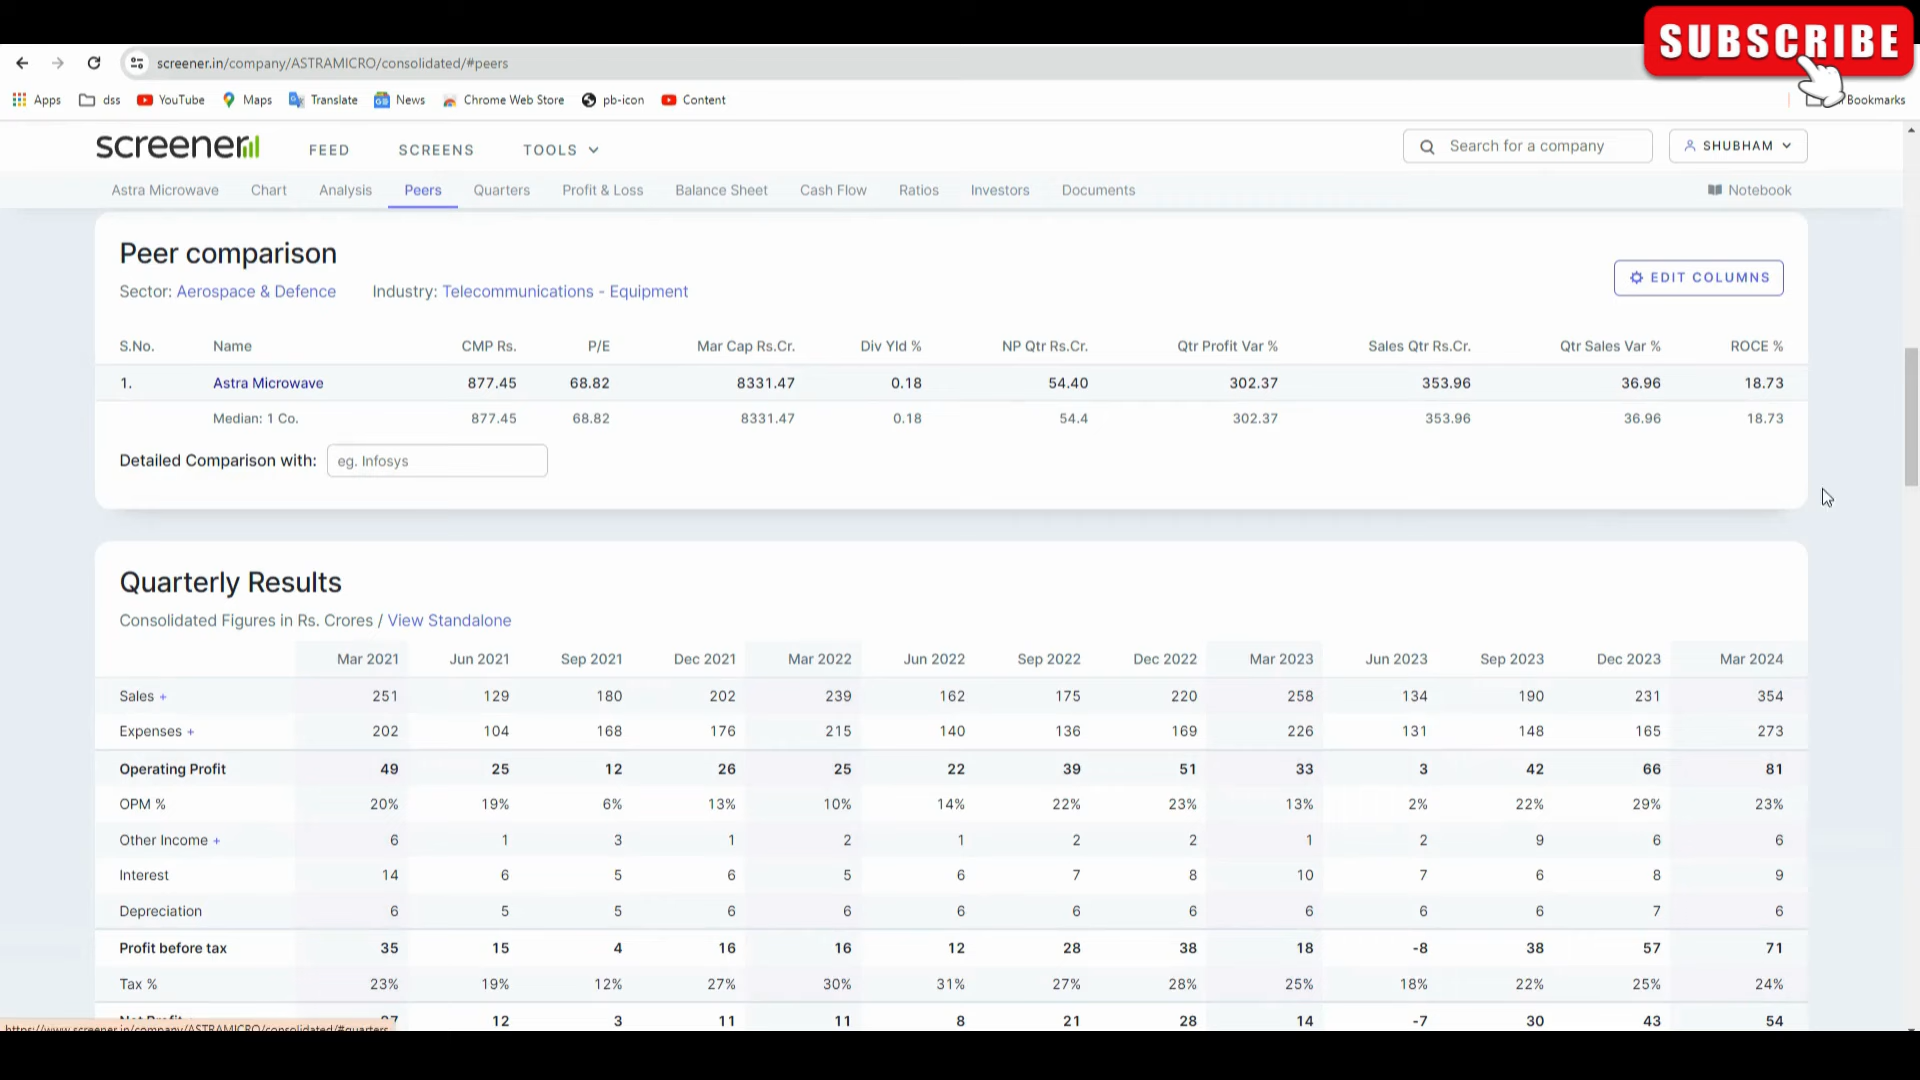 SUBSCRIBE
screener.in/company/ASTRAMICRO/consolidated/#peers
Apps dss YouTube Maps Translate News Chrome Web Store pb-icon Content Bookmarks
screener FEED SCREENS TOOLS Search for a company SHUBHAM
Astra Microwave Chart Analysis Peers Quarters Profit & Loss Balance Sheet Cash Flow Ratios Investors Documents Notebook
Peer comparison
EDIT COLUMNS
Sector: Aerospace & Defence Industry: Telecommunications - Equipment
S.No. Name CMP Rs. P/E Mar Cap Rs.Cr. Div Yld % NP Qtr Rs.Cr. Qtr Profit Var % Sales Qtr Rs.Cr. Qtr Sales Var % ROCE %
1. Astra Microwave 877.45 68.82 8331.47 0.18 54.40 302.37 353.96 36.96 18.73
Median: 1 Co. 877.45 68.82 8331.47 0.18 54.4 302.37 353.96 36.96 18.73
Detailed Comparison with: eg. Infosys
Quarterly Results
Consolidated Figures in Rs. Crores / View Standalone
Mar 2021 Jun 2021 Sep 2021 Dec 2021 Mar 2022 Jun 2022 Sep 2022 Dec 2022 Mar 2023 Jun 2023 Sep 2023 Dec 2023 Mar 2024
Sales + 251 129 180 202 239 162 175 220 258 134 190 231 354
Expenses + 202 104 168 176 215 140 136 169 226 131 148 165 273
Operating Profit 49 25 12 26 25 22 39 51 33 3 42 66 81
OPM % 20% 19% 6% 13% 10% 14% 22% 23% 13% 2% 22% 29% 23%
Other Income + 6 1 3 1 2 1 2 2 1 2 9 6 6
Interest 14 6 5 6 5 6 7 8 10 7 6 8 9
Depreciation 6 5 5 6 6 6 6 6 6 6 6 7 6
Profit before tax 35 15 4 16 16 12 28 38 18 -8 38 57 71
Tax % 23% 19% 12% 27% 30% 31% 27% 28% 25% 18% 22% 25% 24%
12 3 11 11 8 21 28 14 -7 30 43 54
https://www.screener.in/company/ASTRAMICRO/consolidated/#quarters